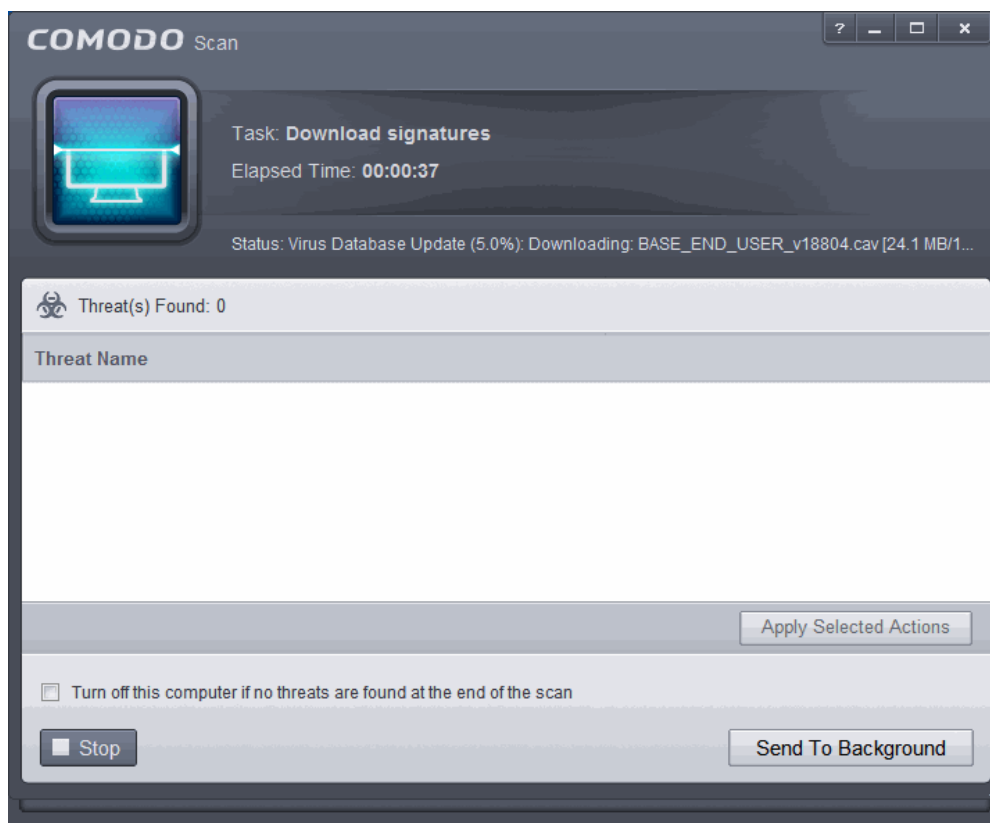 COMODO Scan
Task: Download signatures
Elapsed Time: 00:00:37
Status: Virus Database Update (5.0%): Downloading: BASE_END_USER_v18804.cav [24.1 MB/1...
Threat(s) Found: 0
Threat Name
Apply Selected Actions
Turn off this computer if no threats are found at the end of the scan
Stop
Send To Background